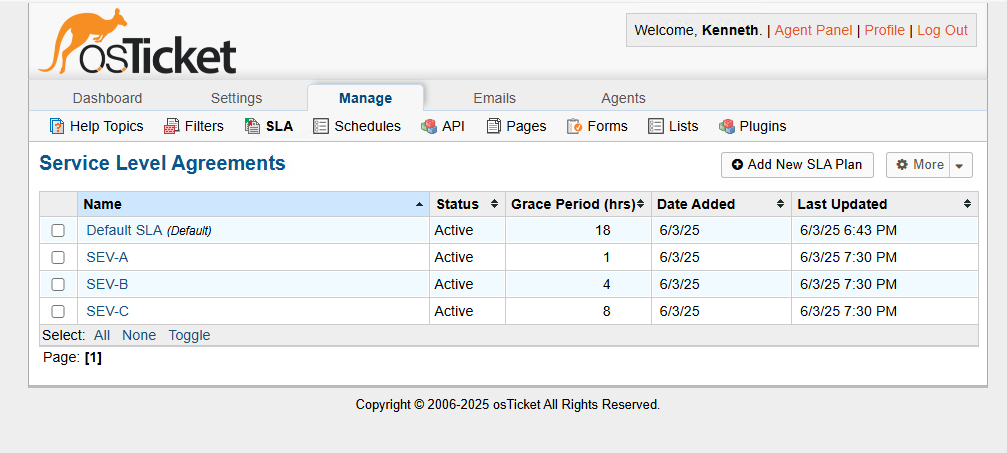 osTicket
Welcome, Kenneth. | Agent Panel | Profile | Log Out
Dashboard Settings Manage Emails Agents
Help Topics Filters SLA Schedules API Pages Forms Lists Plugins
Service Level Agreements
Add New SLA Plan More
Name Status Grace Period (hrs) Date Added Last Updated
Default SLA (Default) Active 18 6/3/25 6/3/25 6:43 PM
SEV-A Active 1 6/3/25 6/3/25 7:30 PM
SEV-B Active 4 6/3/25 6/3/25 7:30 PM
SEV-C Active 8 6/3/25 6/3/25 7:30 PM
Select: All None Toggle
Page: [1]
Copyright © 2006-2025 osTicket All Rights Reserved.